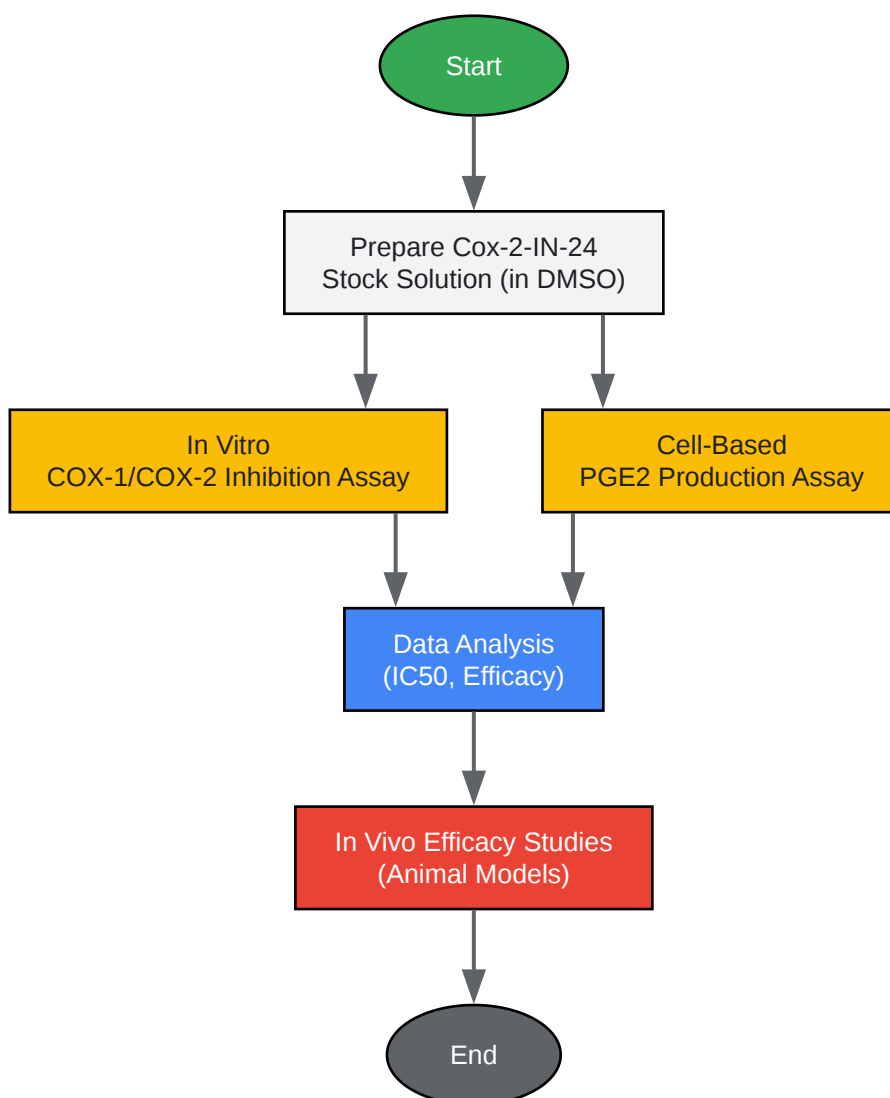 Start
Prepare Cox-2-IN-24
Stock Solution (in DMSO)
In Vitro
COX-1/COX-2 Inhibition Assay
Cell-Based
PGE2 Production Assay
Data Analysis
(IC50, Efficacy)
In Vivo Efficacy Studies
(Animal Models)
End